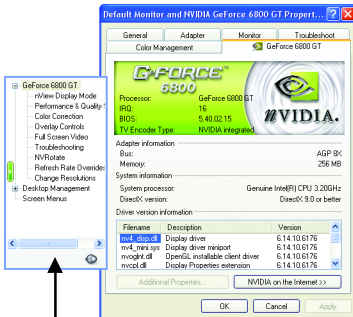 Default Monitor and NVIDIA GeForce 6800 GT Propert...
General Adapter Monitor Troubleshoot
Color Management GeForce 6800 GT
GeForce 6800 GT
nView Display Mode
Performance & Quality
Color Correction
Overlay Controls
Full Screen Video
Troubleshooting
NVRotate
Refresh Rate Overrides
Change Resolutions
Desktop Management
Screen Menus
GEFORCE
6800
Processor: GeForce 6800 GT
IRQ: 16
BIOS: 5.40.02.15
TV Encoder Type: NVIDIA integrated
NVIDIA.
Adapter information
Bus: AGP 8X
Memory: 256 MB
System information
System processor: Genuine Intel(R) CPU 3.20GHz
DirectX version: DirectX 9.0 or better
Driver version information
Filename Description Version
nv4_disp.dll Display driver 6.14.10.6176
nv4_mini.sys Display driver miniport 6.14.10.6176
nvoglnt.dll OpenGL installable client driver 6.14.10.6176
nvcpl.dll Display Properties extension 6.14.10.6176
Additional Properties... NVIDIA on the Internet >>
OK Cancel Apply